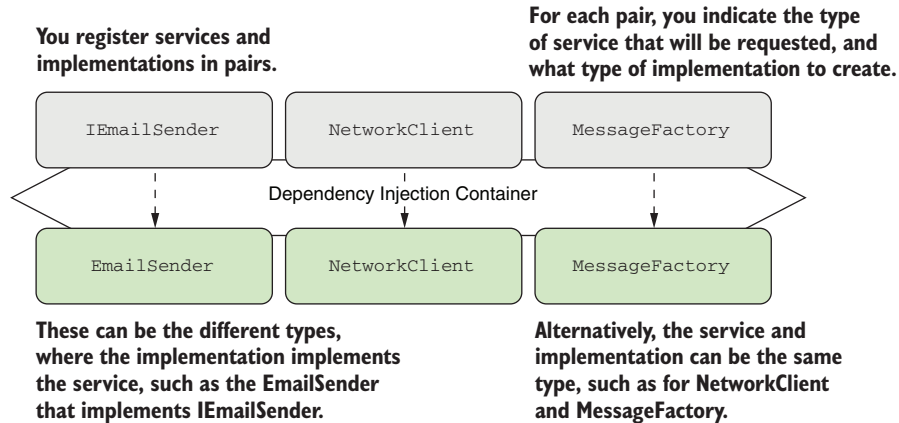 You register services and
implementations in pairs.
For each pair, you indicate the type
of service that will be requested, and
what type of implementation to create.
IEmailSender
NetworkClient
MessageFactory
Dependency Injection Container
EmailSender
NetworkClient
MessageFactory
These can be the different types,
where the implementation implements
the service, such as the EmailSender
that implements IEmailSender.
Alternatively, the service and
implementation can be the same
type, such as for NetworkClient
and MessageFactory.